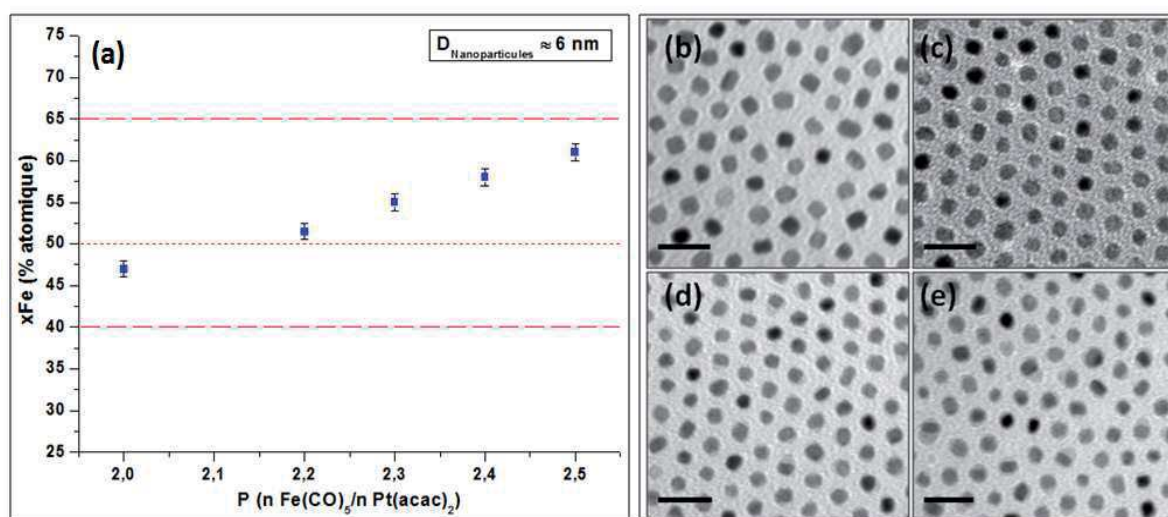 (a)
D Nanoparticules ≈ 6 nm
xFe (% atomique)
75
70
65
60
55
50
45
40
35
30
25
2,0 2,1 2,2 2,3 2,4 2,5
P (n Fe(CO)5/n Pt(acac)2)
(b) (c)
(d) (e)